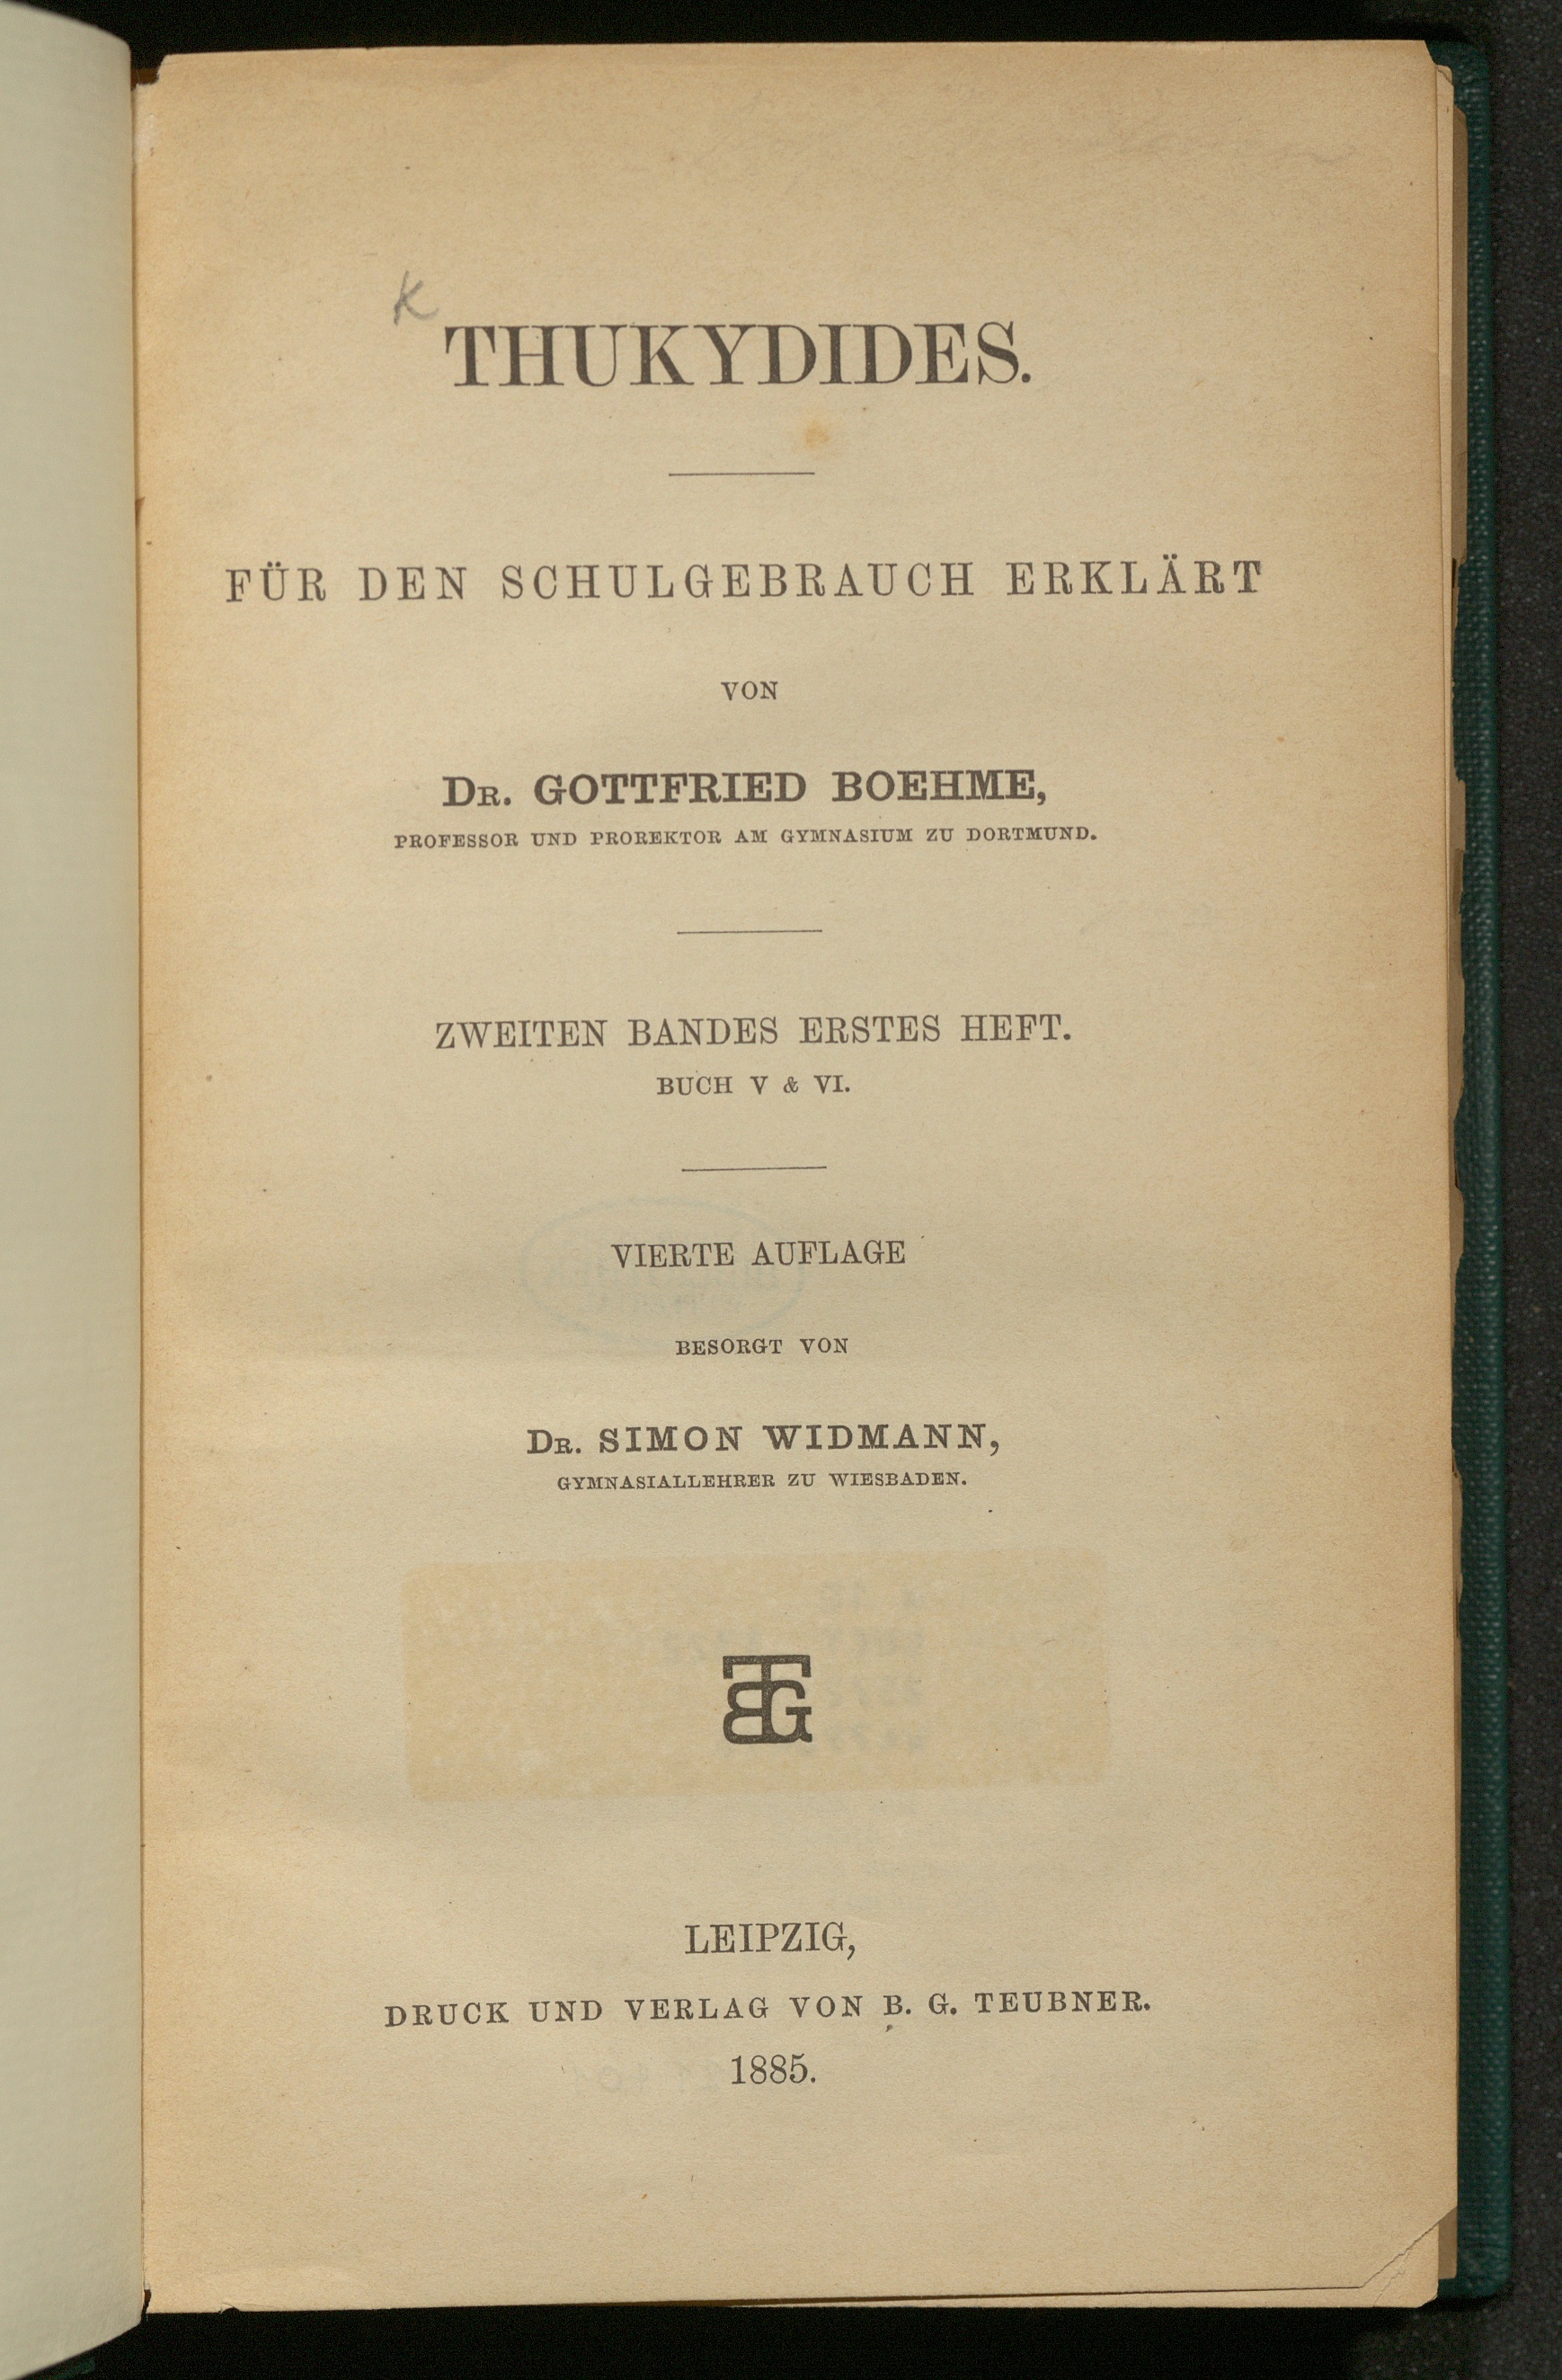 K
THUKYDIDES.
FÜR DEN SCHULGEBRAUCH ERKLÄRT
VON
DR. GOTTFRIED BOEHME,
PROFESSOR UND PROREKTOR AM GYMNASIUM ZU DORTMUND.
ZWEITEN BANDES ERSTES HEFT.
BUCH V & VI.
VIERTE AUFLAGE
BESORGT VON
DR. SIMON WIDMANN,
GYMNASIALLEHRER ZU WIESBADEN.
BTG
LEIPZIG,
DRUCK UND VERLAG VON B. G. TEUBNER.
1885.